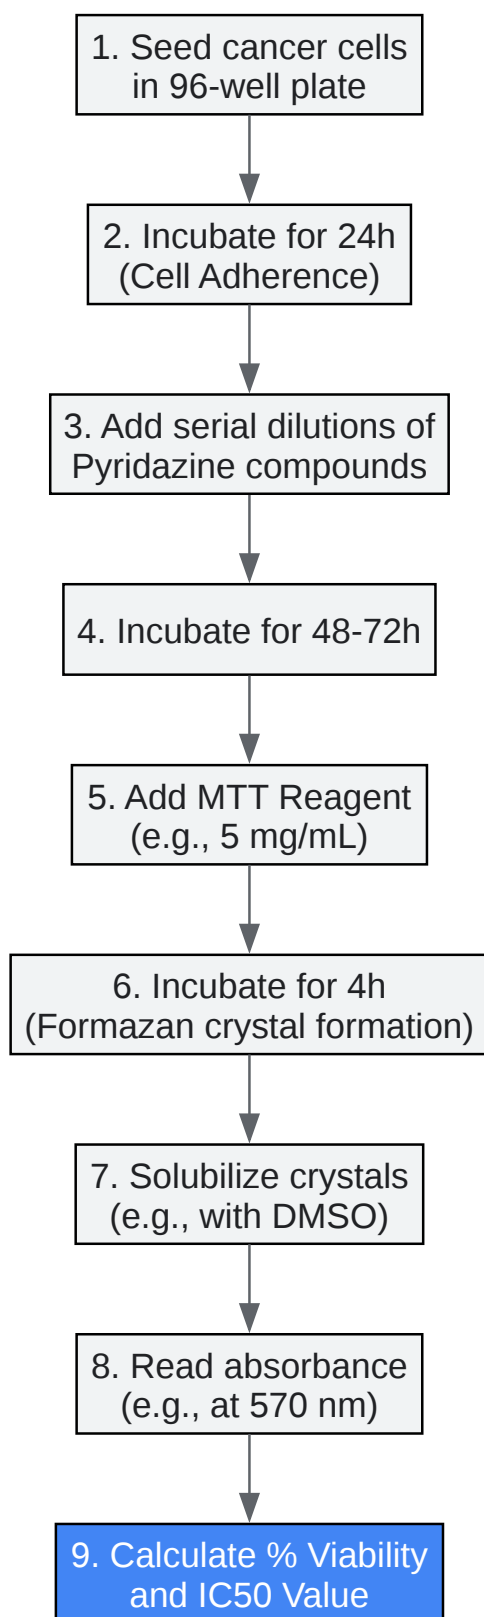 1. Seed cancer cells
in 96-well plate
2. Incubate for 24h
(Cell Adherence)
3. Add serial dilutions of
Pyridazine compounds
4. Incubate for 48-72h
5. Add MTT Reagent
(e.g., 5 mg/mL)
6. Incubate for 4h
(Formazan crystal formation)
7. Solubilize crystals
(e.g., with DMSO)
8. Read absorbance
(e.g., at 570 nm)
9. Calculate % Viability
and IC50 Value